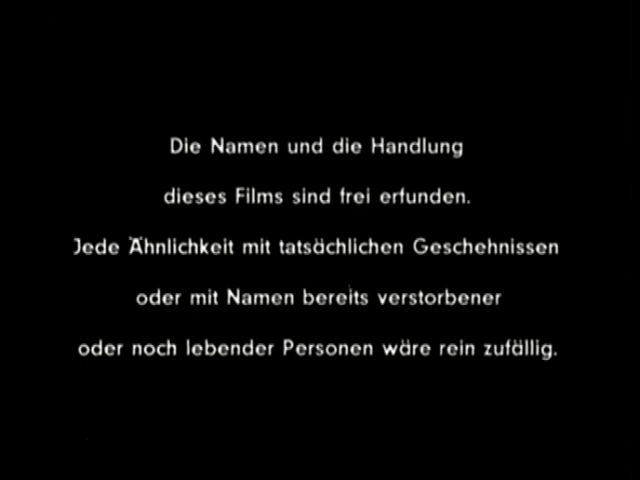 Die Namen und die Handlung
dieses Films sind frei erfunden.
Jede Ähnlichkeit mit tatsächlichen Geschehnissen
oder mit Namen bereits verstorbener
oder noch lebender Personen wäre rein zufällig.